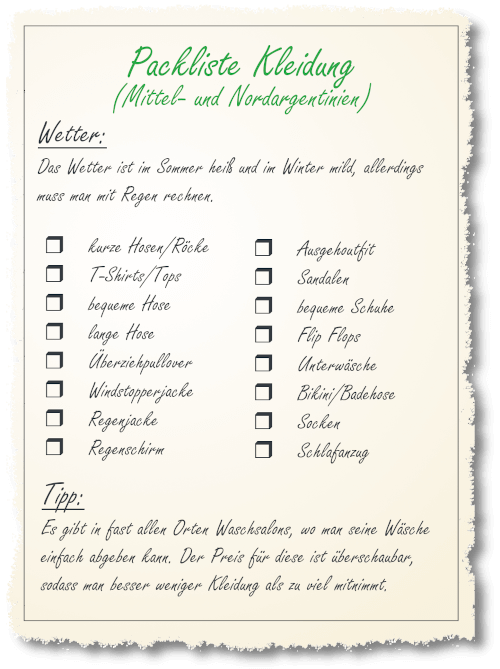 Packliste Kleidung
(Mittel- und Nordargentinien)
Wetter:
Das Wetter ist im Sommer heiß und im Winter mild, allerdings
muss man mit Regen rechnen.
kurze Hosen/Röcke
T-Shirts/Tops
bequeme Hose
lange Hose
Überziehpullover
Windstopperjacke
Regenjacke
Regenschirm
Ausgehoutfit
Sandalen
bequeme Schuhe
Flip Flops
Unterwäsche
Bikini/Badehose
Socken
Schlafanzug
Tipp:
Es gibt in fast allen Orten Waschsalons, wo man seine Wäsche
einfach abgeben kann. Der Preis für diese ist überschaubar,
sodass man besser weniger Kleidung als zu viel mitnimmt.